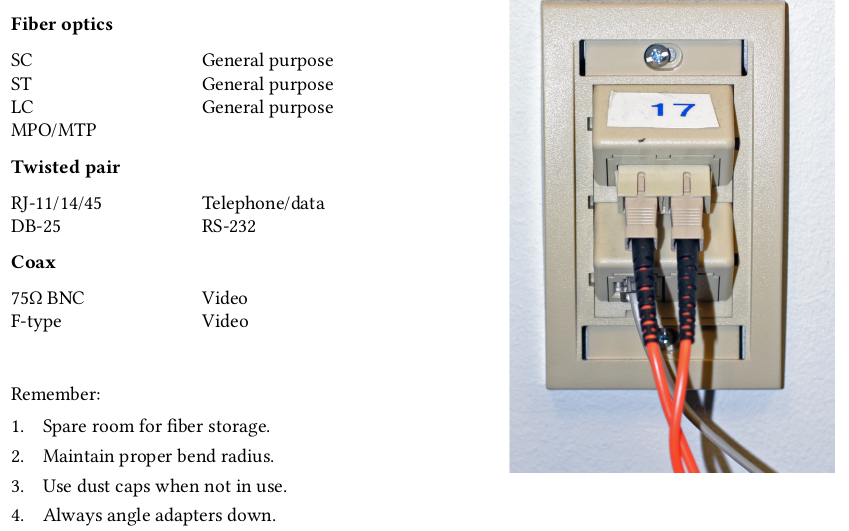 Fiber optics
SC General purpose
ST General purpose
LC General purpose
MPO/MTP
Twisted pair
RJ-11/14/45 Telephone/data
DB-25 RS-232
Coax
75Ω BNC Video
F-type Video
Remember:
1. Spare room for fiber storage.
2. Maintain proper bend radius.
3. Use dust caps when not in use.
4. Always angle adapters down.
17